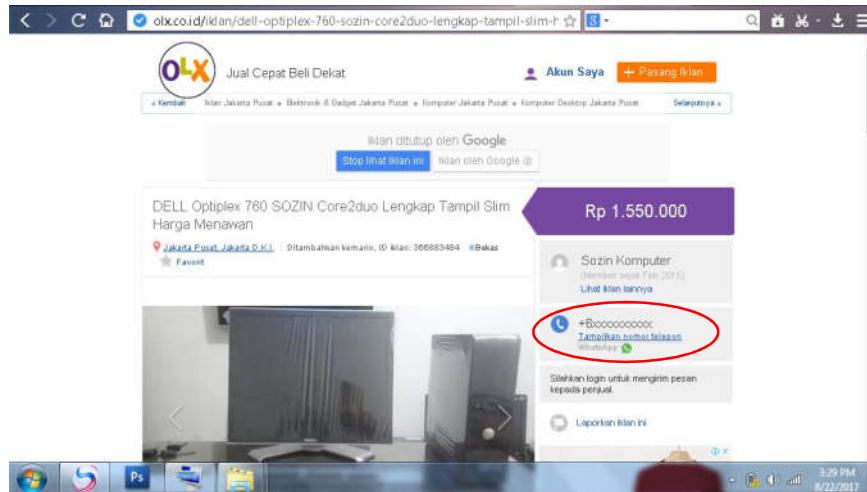 olx.co.id/iklan/dell-optiplex-760-sozin-core2duo-lengkap-tampil-slim-h
OLX
Jual Cepat Beli Dekat
Akun Saya
+ Pasang Iklan
« Kembali
Iklan Jakarta Pusat » Elektronik & Gadget Jakarta Pusat » Komputer Jakarta Pusat » Komputer Desktop Jakarta Pusat
Selanjutnya »
Iklan ditutup oleh Google
Stop lihat iklan ini
Iklan oleh Google
DELL Optiplex 760 SOZIN Core2duo Lengkap Tampil Slim
Harga Menawan
Rp 1.550.000
Jakarta Pusat, Jakarta D.K.I.
Ditambahkan kemarin, ID iklan: 366883484
#Bekas
Favorit
Sozin Komputer
(Member sejak Feb 2015)
Lihat iklan lainnya
Tampilkan nomor telepon
WhatsApp
Silahkan login untuk mengirim pesan
kepada penjual.
Laporkan iklan ini
Ps
3:29 PM
8/22/2017